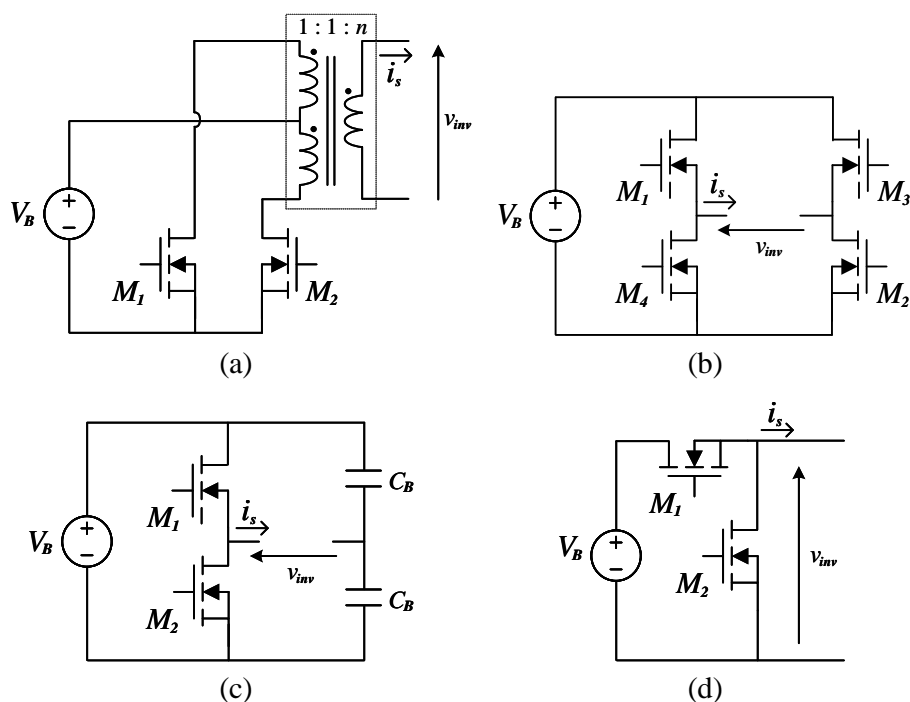 1 : 1 : n
i_s
v_inv
V_B
M_1
M_2
(a)
M_1
i_s
M_3
V_B
v_inv
M_4
M_2
(b)
M_1
i_s
C_B
V_B
v_inv
M_2
C_B
(c)
i_s
M_1
V_B
M_2
v_inv
(d)